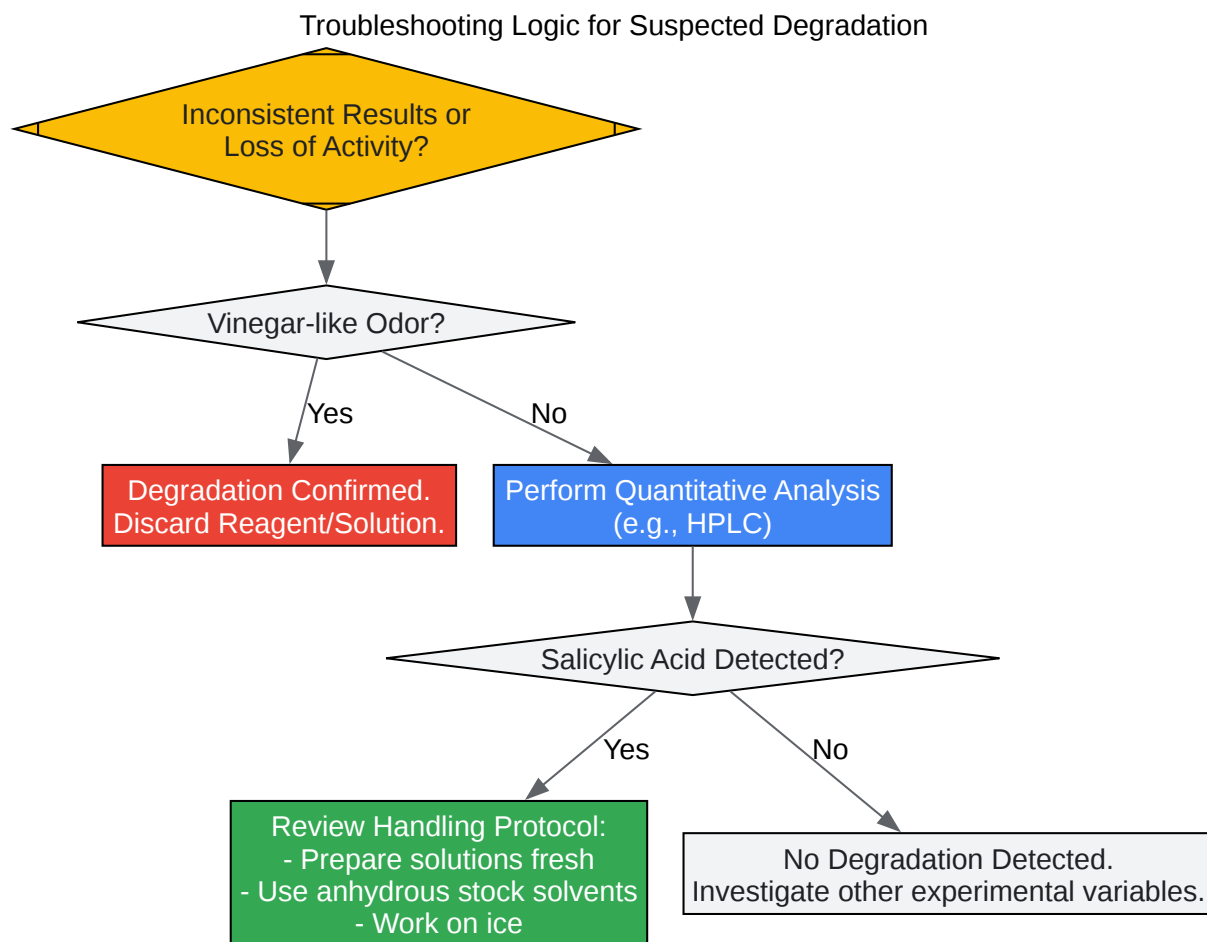 Troubleshooting Logic for Suspected Degradation
Inconsistent Results or
Loss of Activity?
Vinegar-like Odor?
Yes
No
Degradation Confirmed.
Discard Reagent/Solution.
Perform Quantitative Analysis
(e.g., HPLC)
Salicylic Acid Detected?
Yes
No
Review Handling Protocol:
- Prepare solutions fresh
- Use anhydrous stock solvents
- Work on ice
No Degradation Detected.
Investigate other experimental variables.